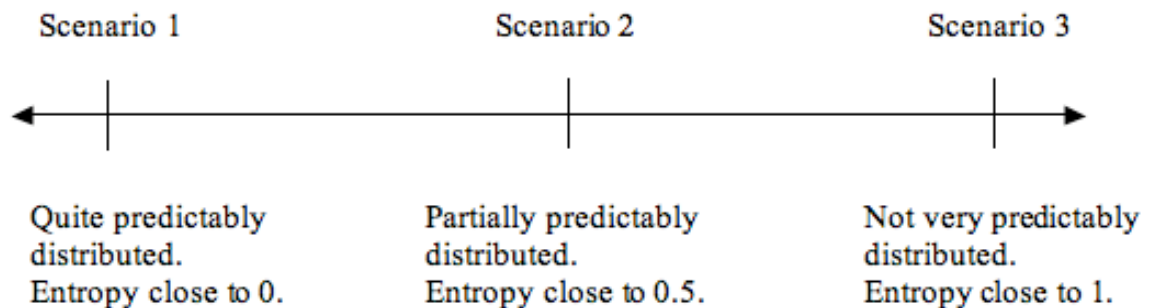 Scenario 1
Scenario 2
Scenario 3
Quite predictably
distributed.
Entropy close to 0.
Partially predictably
distributed.
Entropy close to 0.5.
Not very predictably
distributed.
Entropy close to 1.